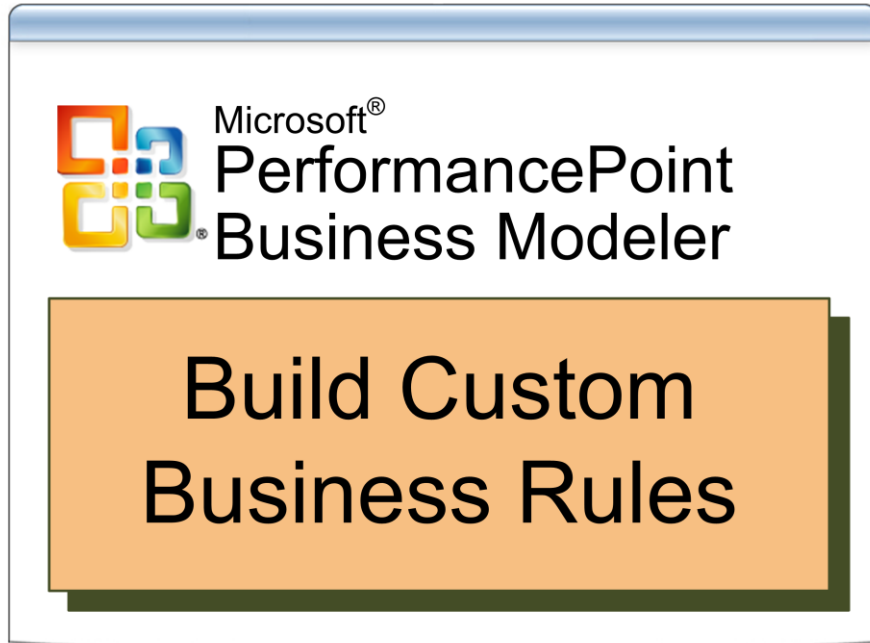 Microsoft®
PerformancePoint
Business Modeler
®
Build Custom
Business Rules